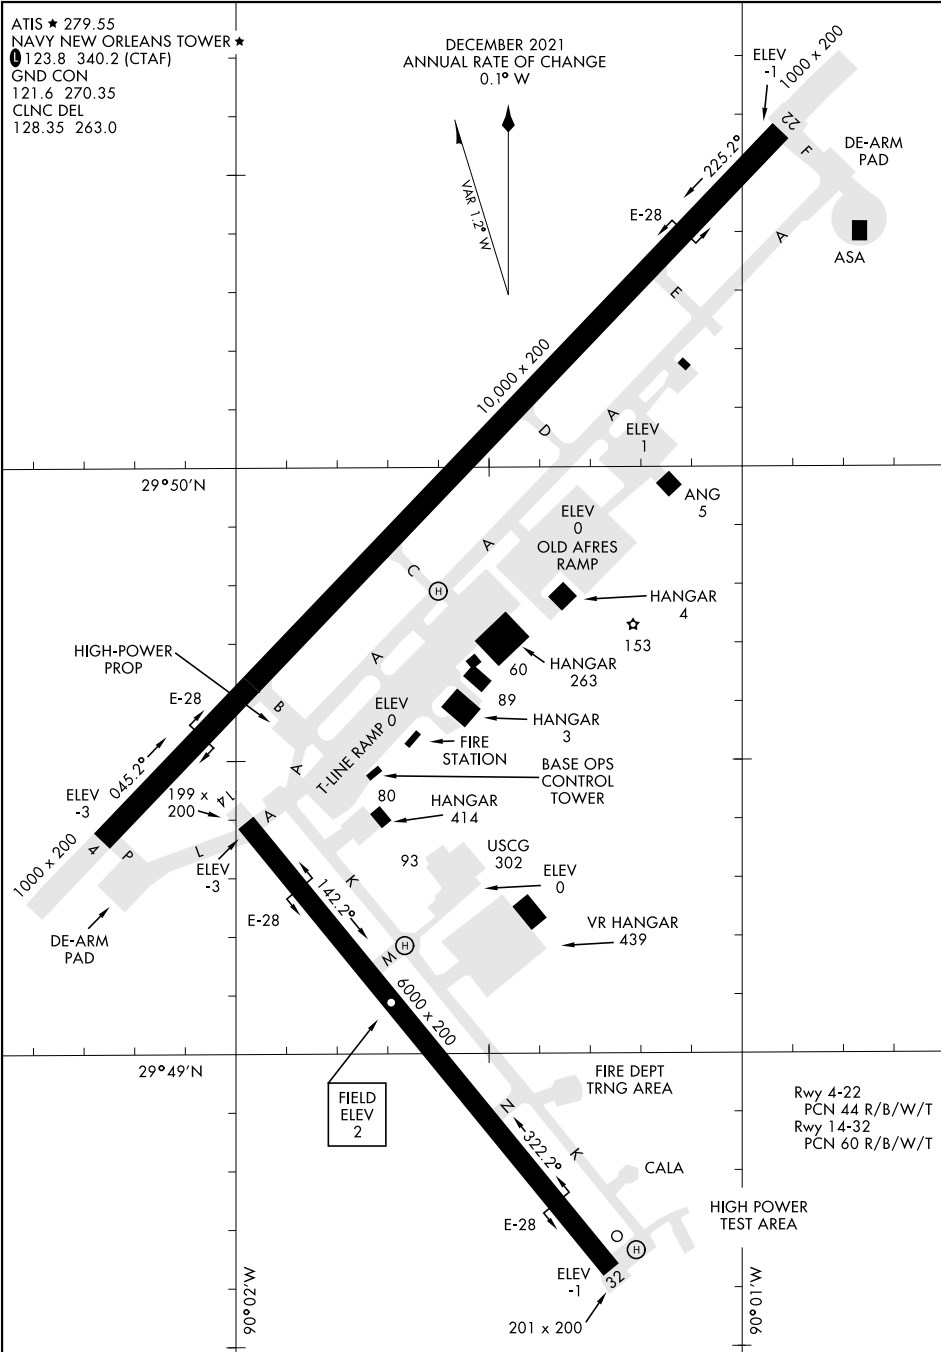 ATIS ★ 279.55
NAVY NEW ORLEANS TOWER ★
L 123.8 340.2 (CTAF)
GND CON
121.6 270.35
CLNC DEL
128.35 263.0
DECEMBER 2021
ANNUAL RATE OF CHANGE
0.1° W
VAR 1.2° W
ELEV
-1
1000 x 200
22
F
DE-ARM
PAD
225.2°
E-28
A
ASA
E
10,000 x 200
D
A
ELEV
1
29°50'N
ANG
5
ELEV
0
OLD AFRES
RAMP
A
C
H
HANGAR
4
153
HIGH-POWER
PROP
A
60
HANGAR
263
E-28
B
ELEV
0
89
HANGAR
3
T-LINE RAMP
FIRE
STATION
045.2°
A
BASE OPS
CONTROL
TOWER
ELEV
-3
199 x
200
14
80
HANGAR
414
A
4
P
L
1000 x 200
ELEV
-3
93
USCG
302
ELEV
0
K
142.2°
E-28
VR HANGAR
439
DE-ARM
PAD
M
H
6000 x 200
29°49'N
FIELD
ELEV
2
FIRE DEPT
TRNG AREA
Rwy 4-22
PCN 44 R/B/W/T
Rwy 14-32
PCN 60 R/B/W/T
N
322.2°
K
CALA
E-28
HIGH POWER
TEST AREA
H
ELEV
-1
32
201 x 200
90°02'W
90°01'W